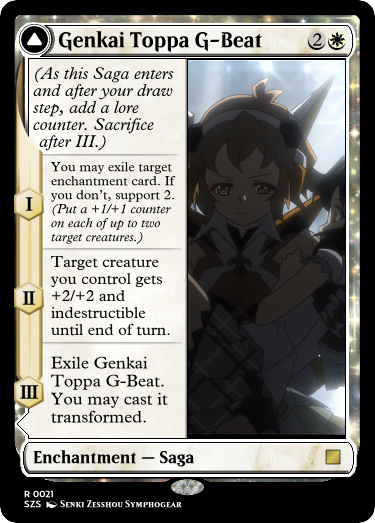 Genkai Toppa G-Beat 2
(As this Saga enters
and after your draw
step, add a lore
counter. Sacrifice
after III.)
I
You may exile target
enchantment card. If
you don't, support 2.
(Put a +1/+1 counter
on each of up to two
target creatures.)
II
Target creature
you control gets
+2/+2 and
indestructible
until end of turn.
III
Exile Genkai
Toppa G-Beat.
You may cast it
transformed.
Enchantment — Saga
R 0021
SZS Senki Zesshou Symphogear